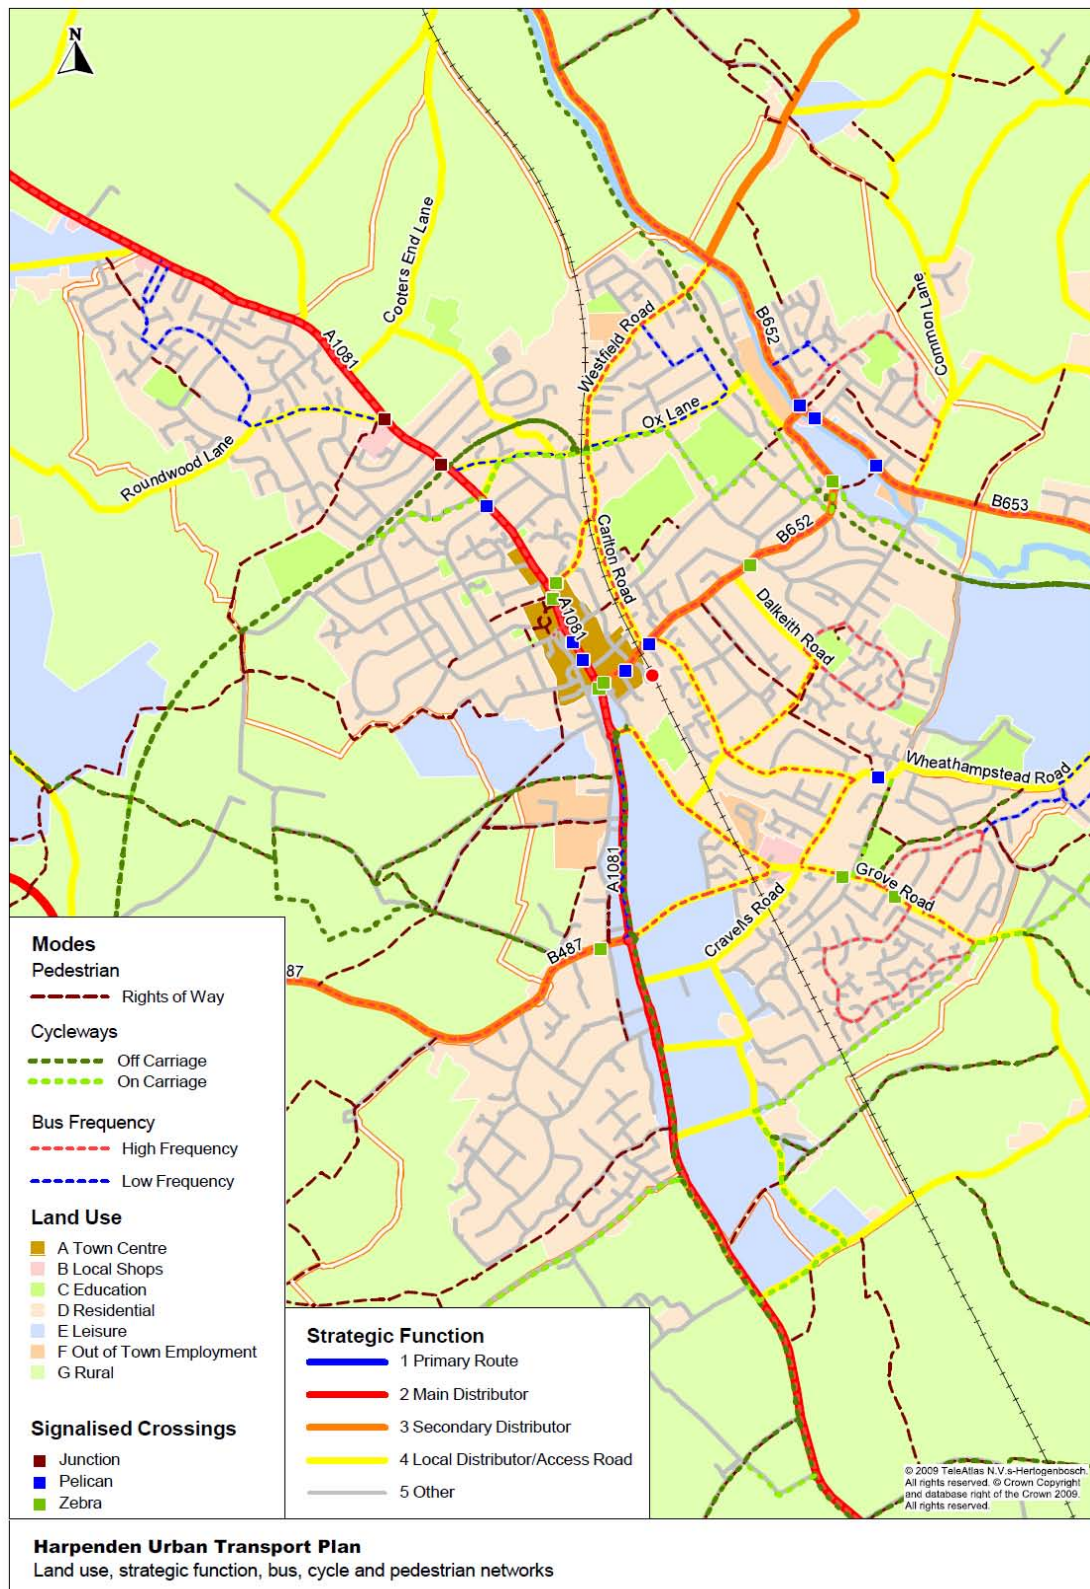 N
Cooters End Lane
A1081
Westfield Road
B652
Common Lane
Ox Lane
Roundwood Lane
Carlton Road
B652
B653
A1081
Dalkeith Road
Wheathampstead Road
A1081
Grove Road
Cravells Road
B487
87
Modes
Pedestrian
Rights of Way
Cycleways
Off Carriage
On Carriage
Bus Frequency
High Frequency
Low Frequency
Land Use
A Town Centre
B Local Shops
C Education
D Residential
E Leisure
F Out of Town Employment
G Rural
Signalised Crossings
Junction
Pelican
Zebra
Strategic Function
1 Primary Route
2 Main Distributor
3 Secondary Distributor
4 Local Distributor/Access Road
5 Other
© 2009 TeleAtlas N.V.s-Hertogenbosch.
All rights reserved. © Crown Copyright
and database right of the Crown 2009.
All rights reserved.
Harpenden Urban Transport Plan
Land use, strategic function, bus, cycle and pedestrian networks